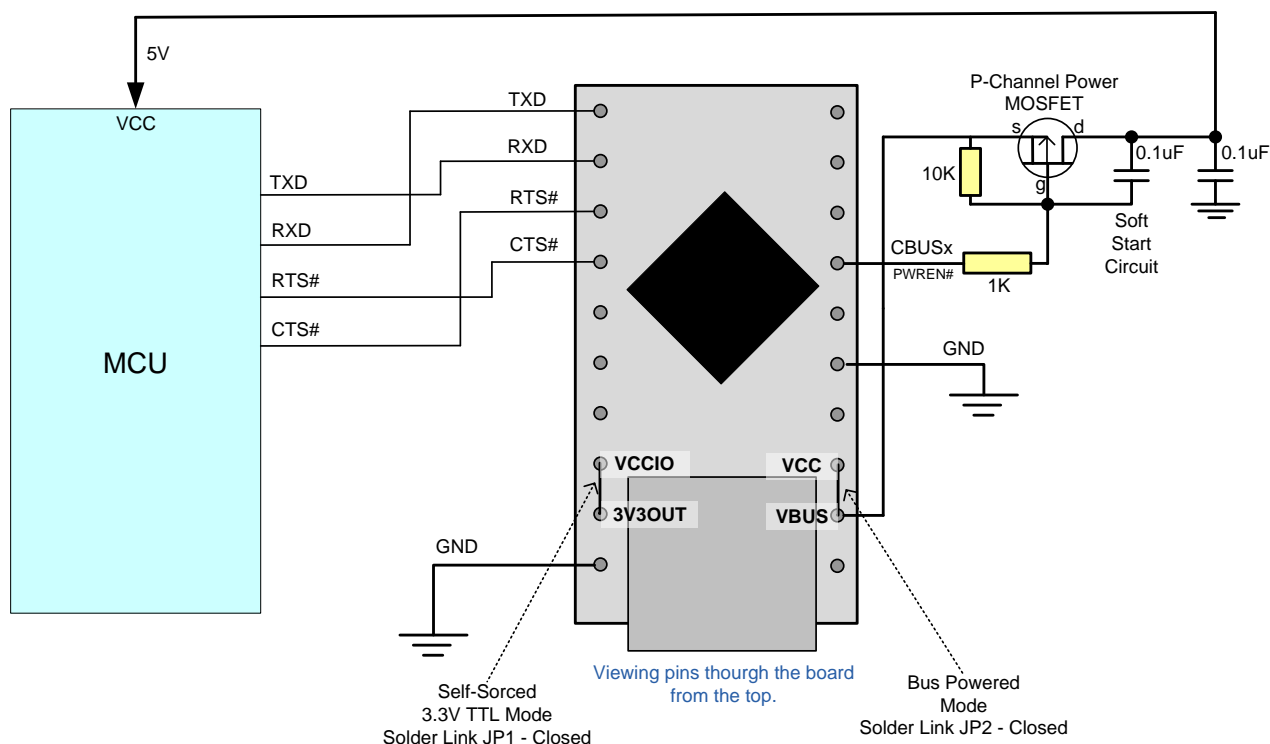 5V
VCC
MCU
TXD
RXD
RTS#
CTS#
TXD
RXD
RTS#
CTS#
P-Channel Power
MOSFET
s
d
g
10K
0.1uF
0.1uF
Soft
Start
Circuit
CBUSx
PWREN#
1K
GND
VCCIO
VCC
3V3OUT
VBUS
GND
Viewing pins thourgh the board
from the top.
Self-Sorced
3.3V TTL Mode
Solder Link JP1 - Closed
Bus Powered
Mode
Solder Link JP2 - Closed